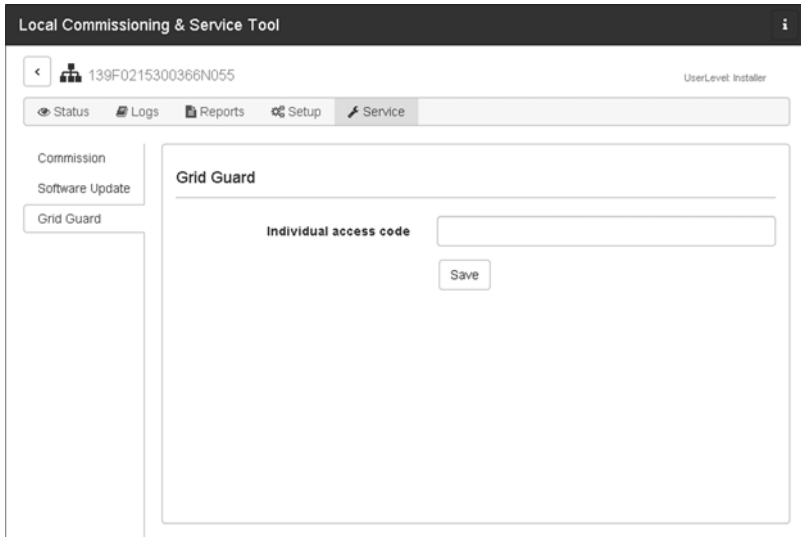 Local Commissioning & Service Tool i
139F0215300366N055
UserLevel: Installer
Status Logs Reports Setup Service
Commission
Software Update
Grid Guard
Grid Guard
Individual access code
Save